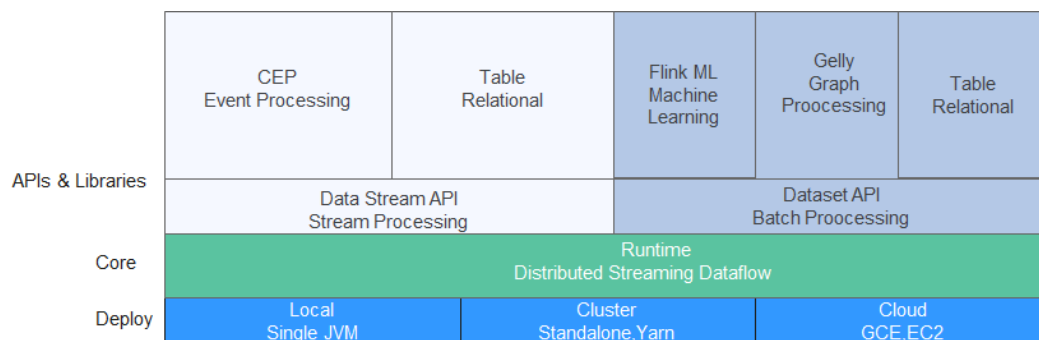 CEP
Event Processing
Table
Relational
Flink ML
Machine
Learning
Gelly
Graph
Proocessing
Table
Relational
APIs & Libraries
Data Stream API
Stream Processing
Dataset API
Batch Proocessing
Core
Runtime
Distributed Streaming Dataflow
Deploy
Local
Single JVM
Cluster
Standalone,Yarn
Cloud
GCE,EC2